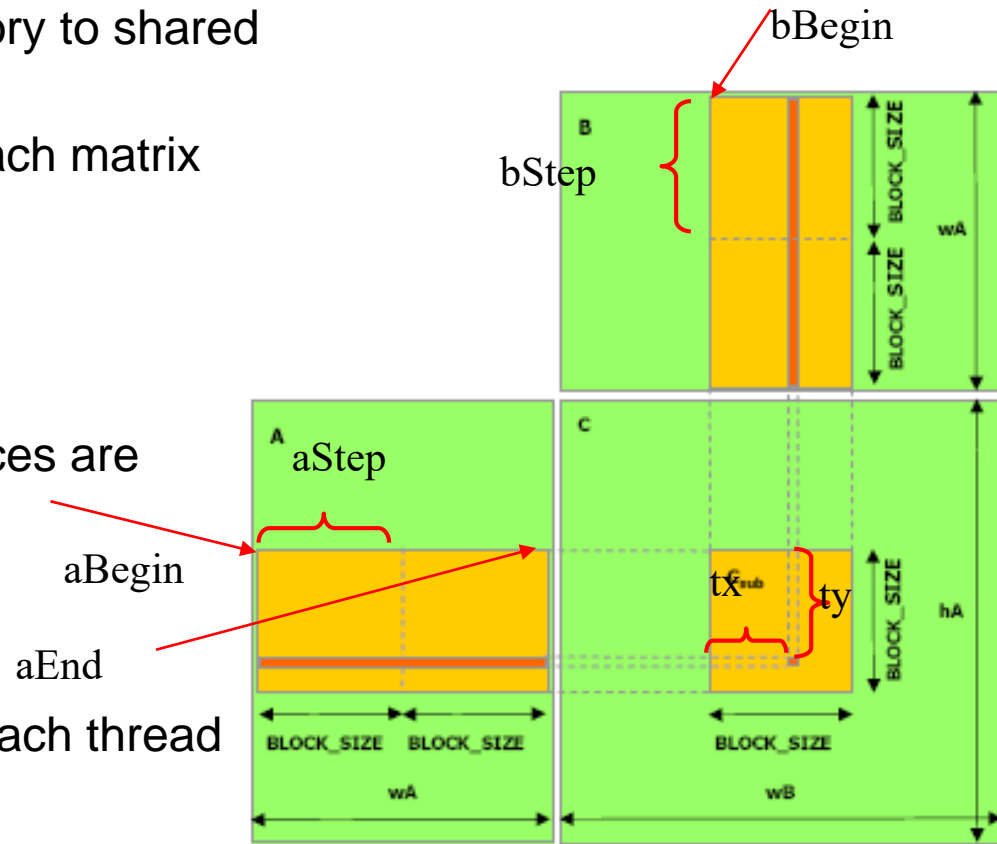 ory to shared
bBegin
ach matrix
B
bStep
BLOCK_SIZE
wA
BLOCK_SIZE
A
aStep
C
ces are
aBegin
tx
sub
ty
BLOCK_SIZE
hA
aEnd
ach thread
BLOCK_SIZE BLOCK_SIZE
BLOCK_SIZE
wA
wB